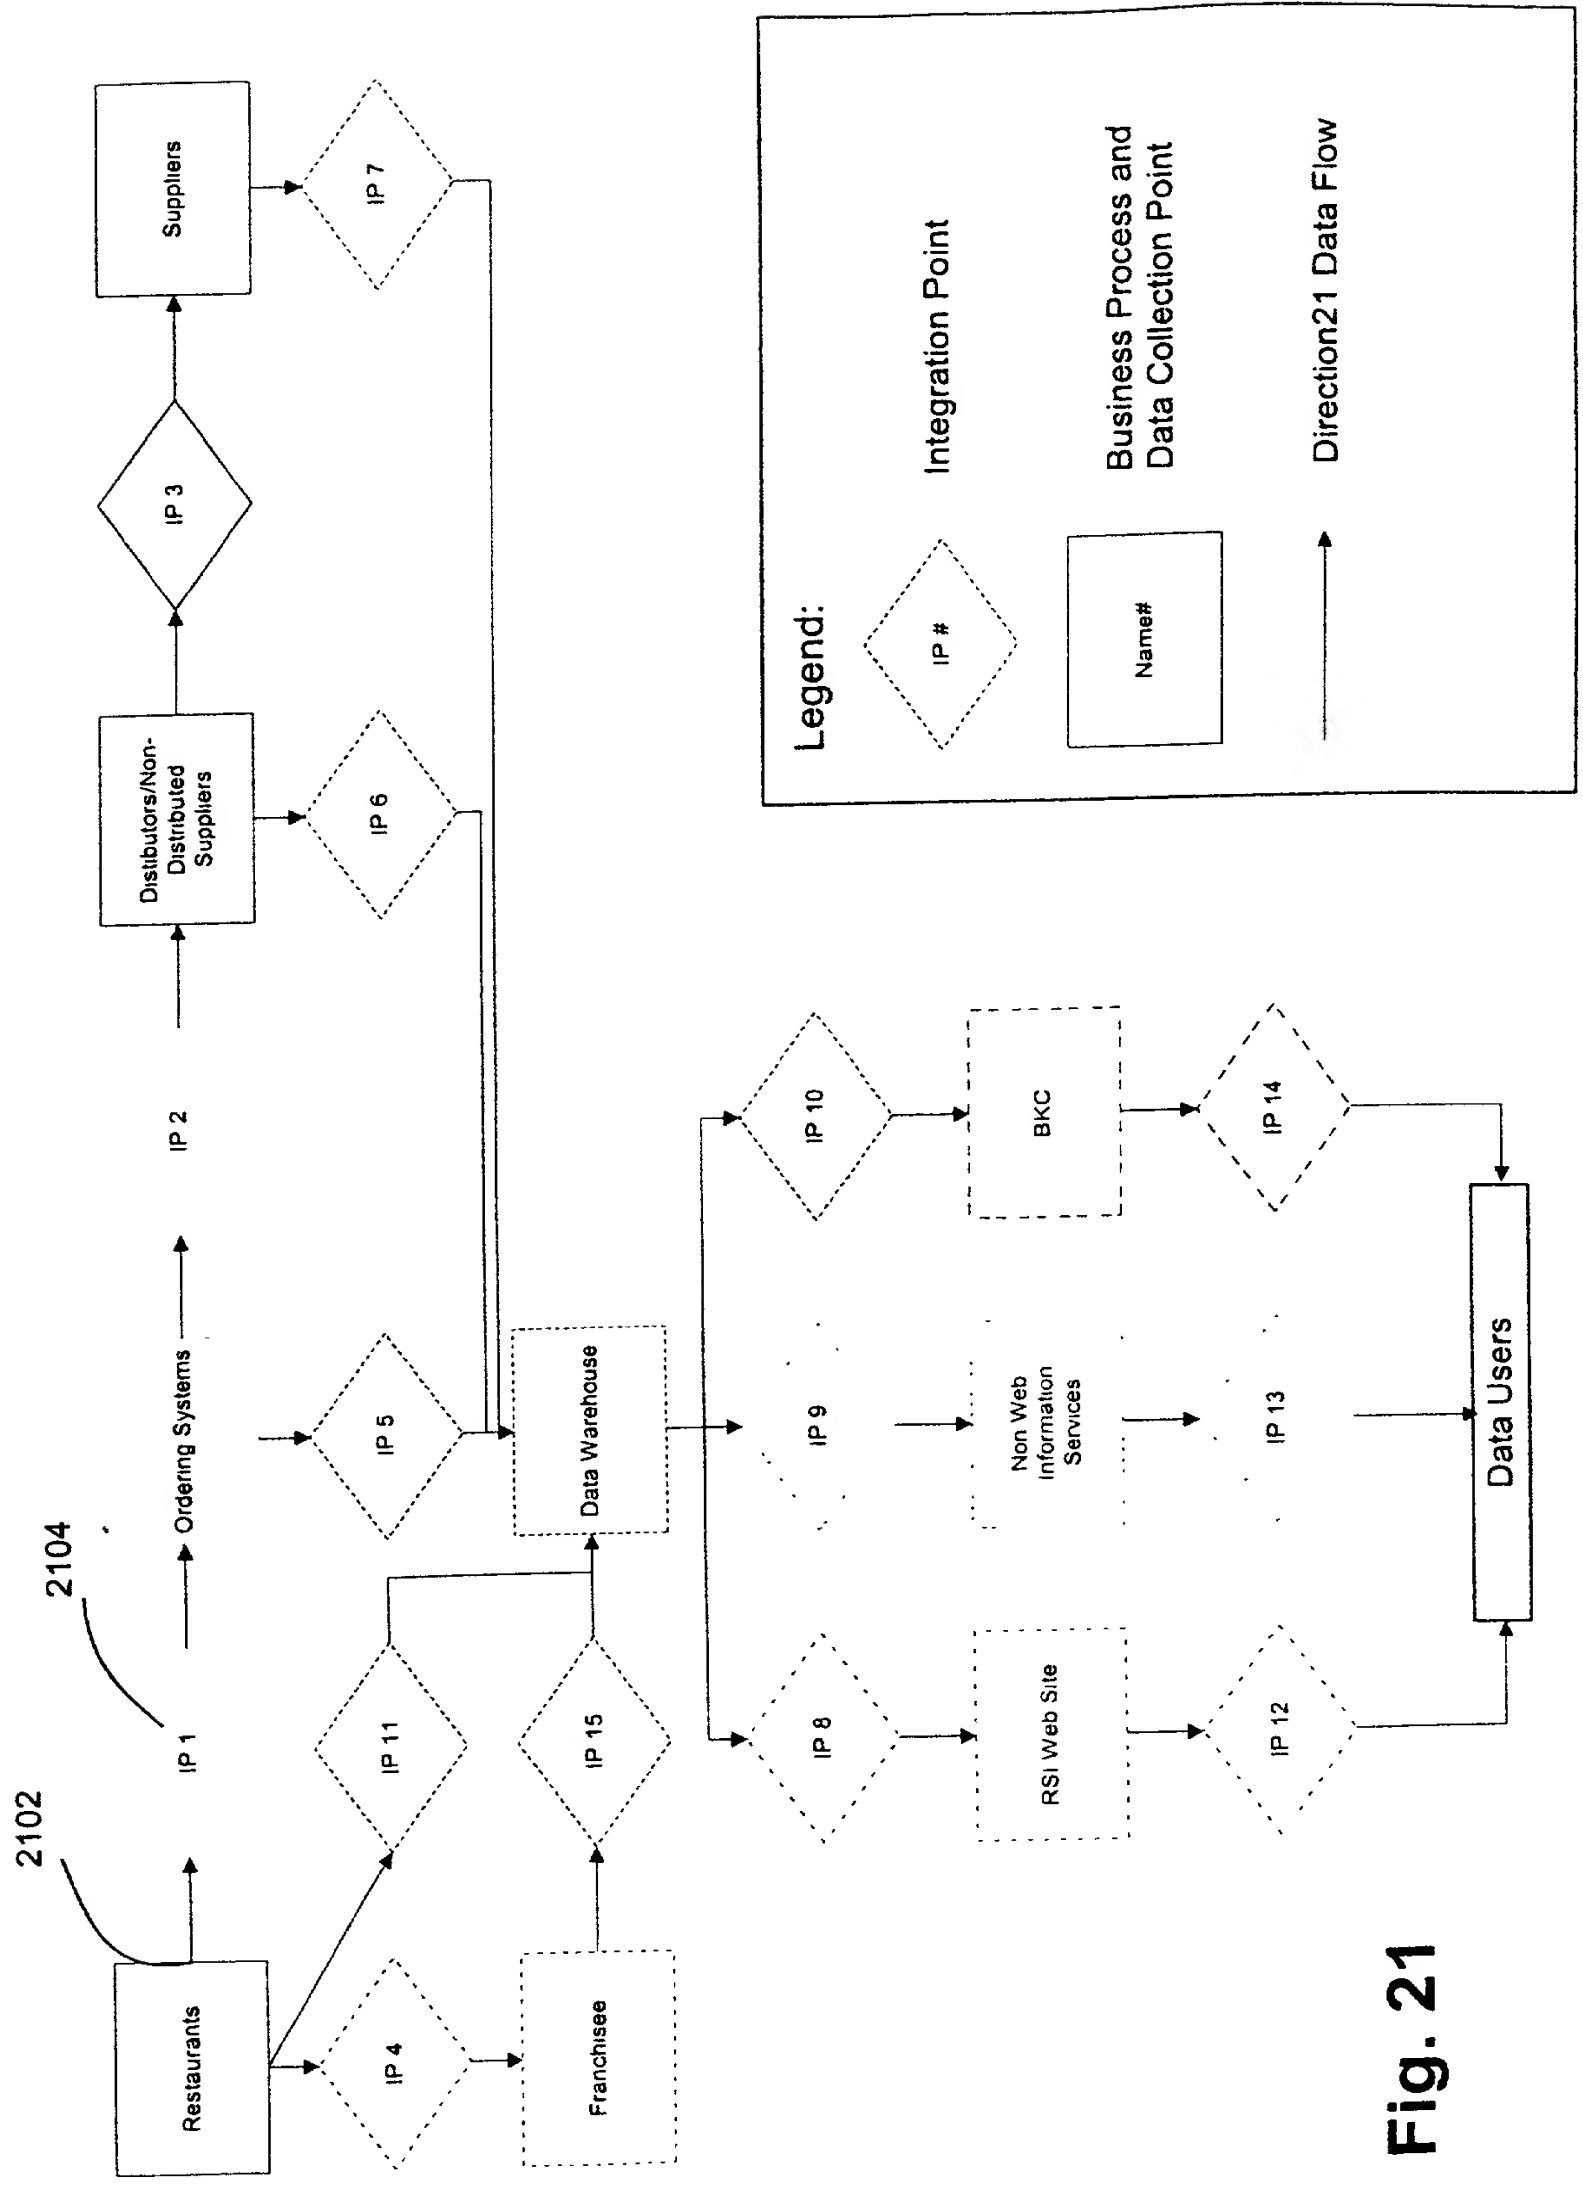 2102
2104
Restaurants
IP 1
Ordering Systems
IP 2
Distibutors/Non-
Distributed
Suppliers
IP 3
Suppliers
IP 4
IP 11
IP 5
IP 6
IP 7
Franchisee
IP 15
Data Warehouse
IP 8
IP 9
IP 10
RSI Web Site
Non Web
Information
Services
BKC
IP 12
IP 13
IP 14
Data Users
Legend:
IP #
Integration Point
Name#
Business Process and
Data Collection Point
Direction21 Data Flow
Fig. 21